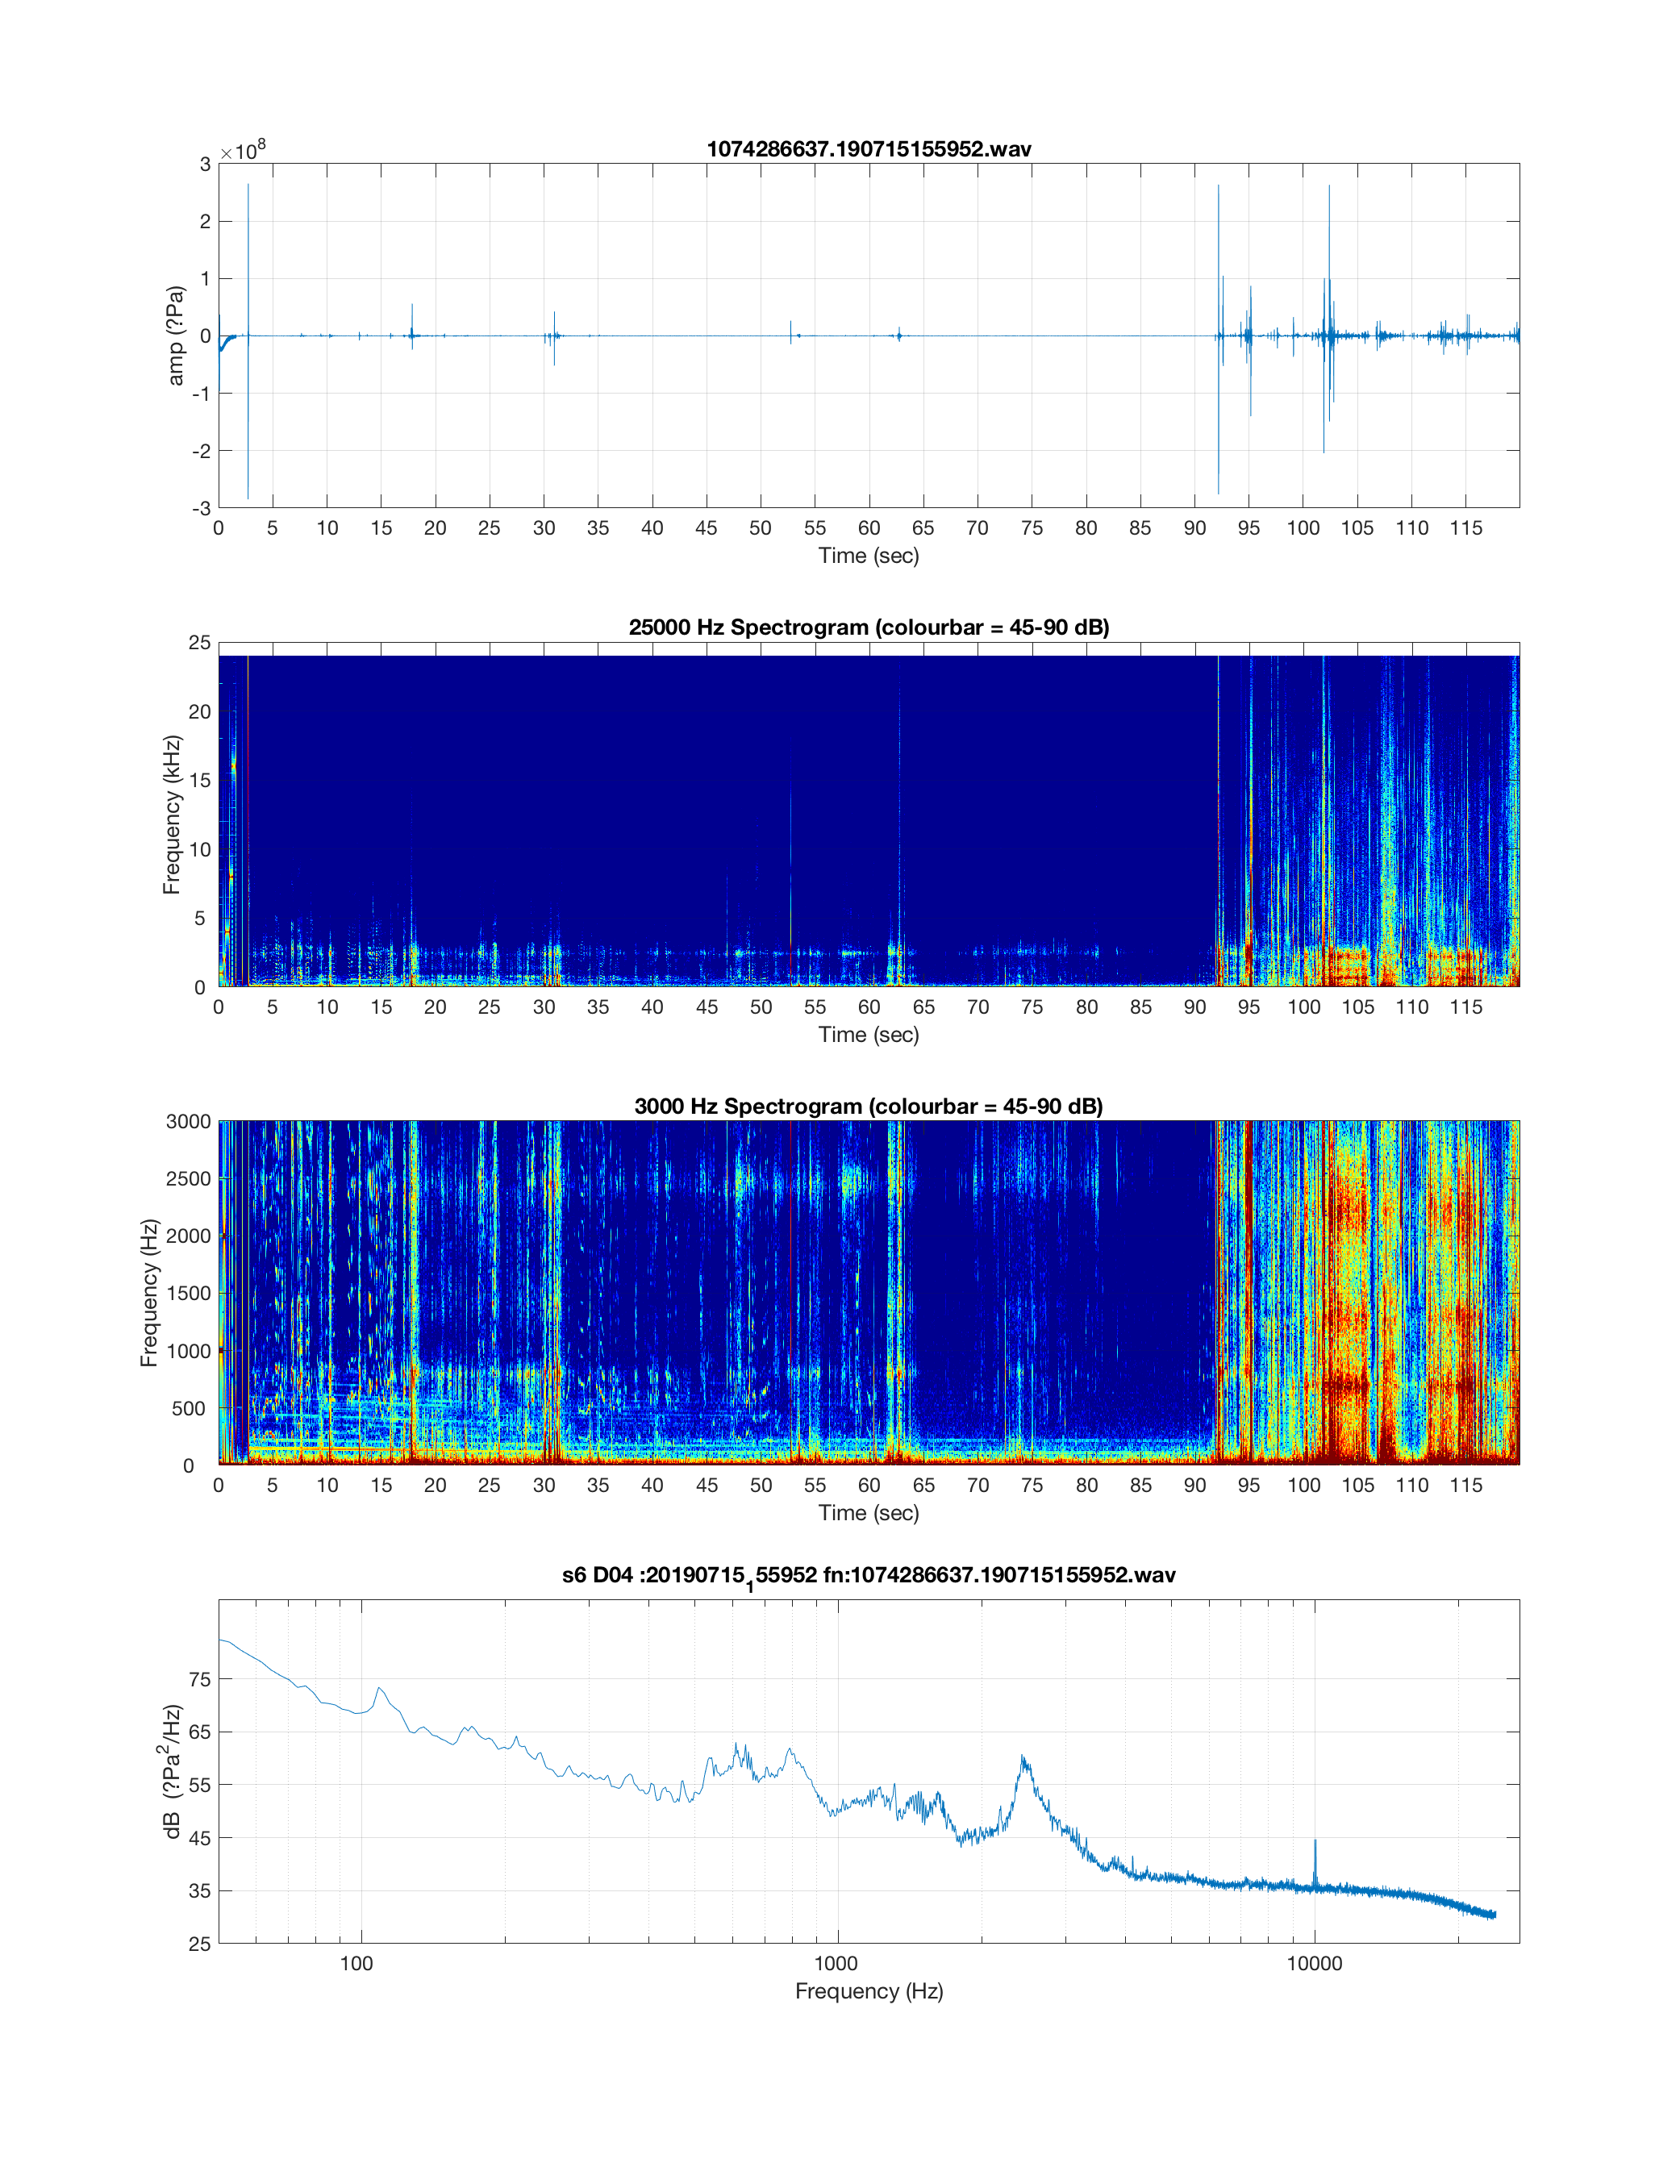 1074286637.190715155952.wav
×10⁸
3
2
1
0
-1
-2
-3
amp (?Pa)
0 5 10 15 20 25 30 35 40 45 50 55 60 65 70 75 80 85 90 95 100 105 110 115
Time (sec)
25000 Hz Spectrogram (colourbar = 45-90 dB)
25
20
15
10
5
0
Frequency (kHz)
0 5 10 15 20 25 30 35 40 45 50 55 60 65 70 75 80 85 90 95 100 105 110 115
Time (sec)
3000 Hz Spectrogram (colourbar = 45-90 dB)
3000
2500
2000
1500
1000
500
0
Frequency (Hz)
0 5 10 15 20 25 30 35 40 45 50 55 60 65 70 75 80 85 90 95 100 105 110 115
Time (sec)
s6 D04 :20190715₁55952 fn:1074286637.190715155952.wav
75
65
55
45
35
25
dB (?Pa²/Hz)
100 1000 10000
Frequency (Hz)